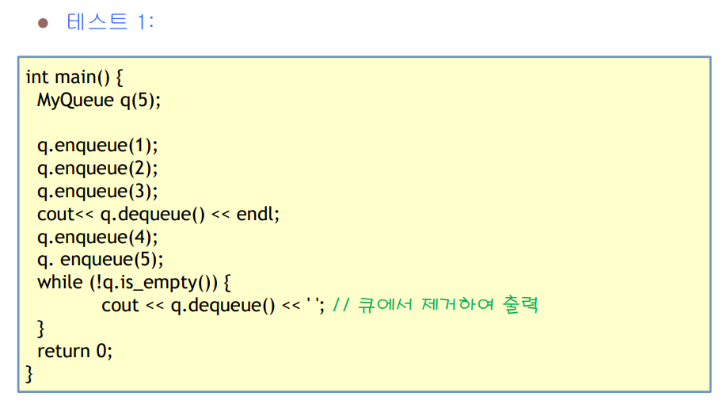 • 테스트 1:
int main() {
MyQueue q(5);
q.enqueue(1);
q.enqueue(2);
q.enqueue(3);
cout<< q.dequeue() << endl;
q.enqueue(4);
q. enqueue(5);
while (!q.is_empty()) {
cout << q.dequeue() << ' '; // 큐에서 제거하여 출력
}
return 0;
}